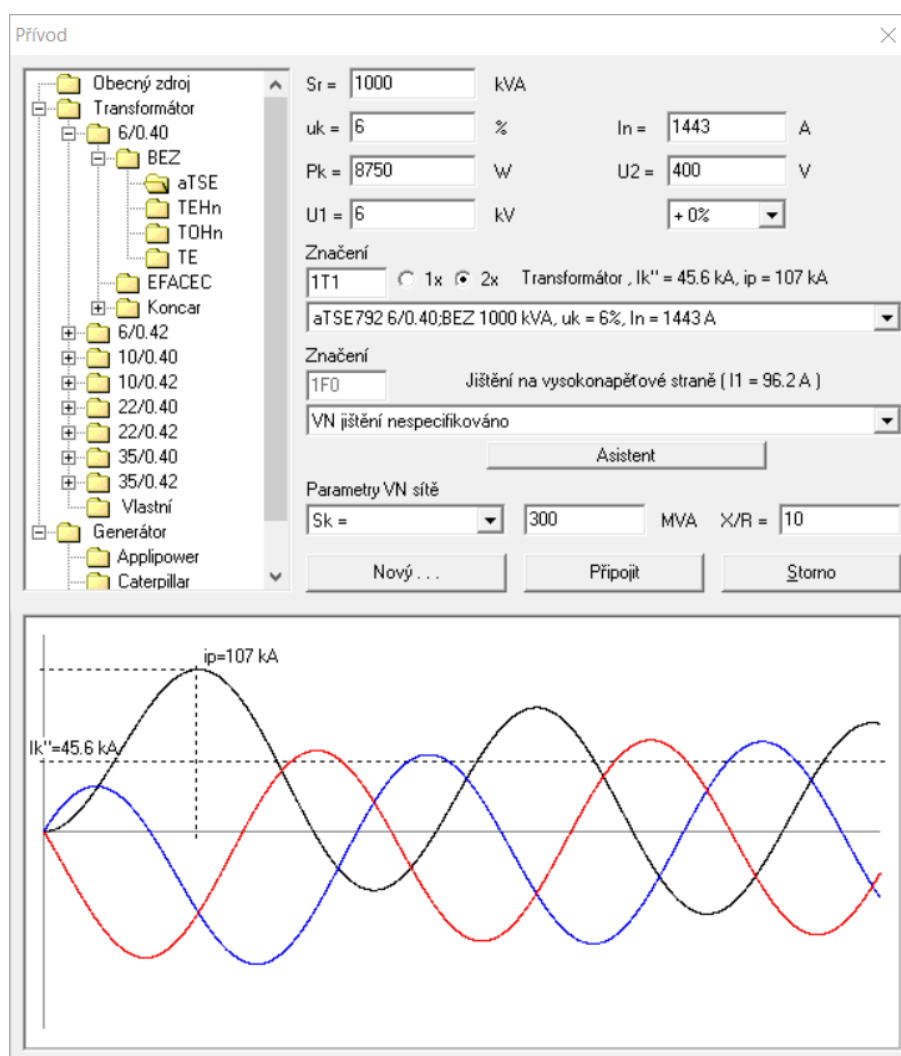 Přívod
Obecný zdroj
Transformátor
6/0.40
BEZ
aTSE
TEHn
TOHn
TE
EFACEC
Koncar
6/0.42
10/0.40
10/0.42
22/0.40
22/0.42
35/0.40
35/0.42
Vlastní
Generátor
Applipower
Caterpillar
Sr = 1000 kVA
uk = 6 % In = 1443 A
Pk = 8750 W U2 = 400 V
U1 = 6 kV + 0%
Značení
1T1 1x 2x Transformátor , Ik'' = 45.6 kA, ip = 107 kA
aTSE792 6/0.40;BEZ 1000 kVA, uk = 6%, In = 1443 A
Značení
1F0 Jištění na vysokonapěťové straně ( I1 = 96.2 A )
VN jištění nespecifikováno
Asistent
Parametry VN sítě
Sk = 300 MVA X/R = 10
Nový . . . Připojit Storno
ip=107 kA
Ik''=45.6 kA